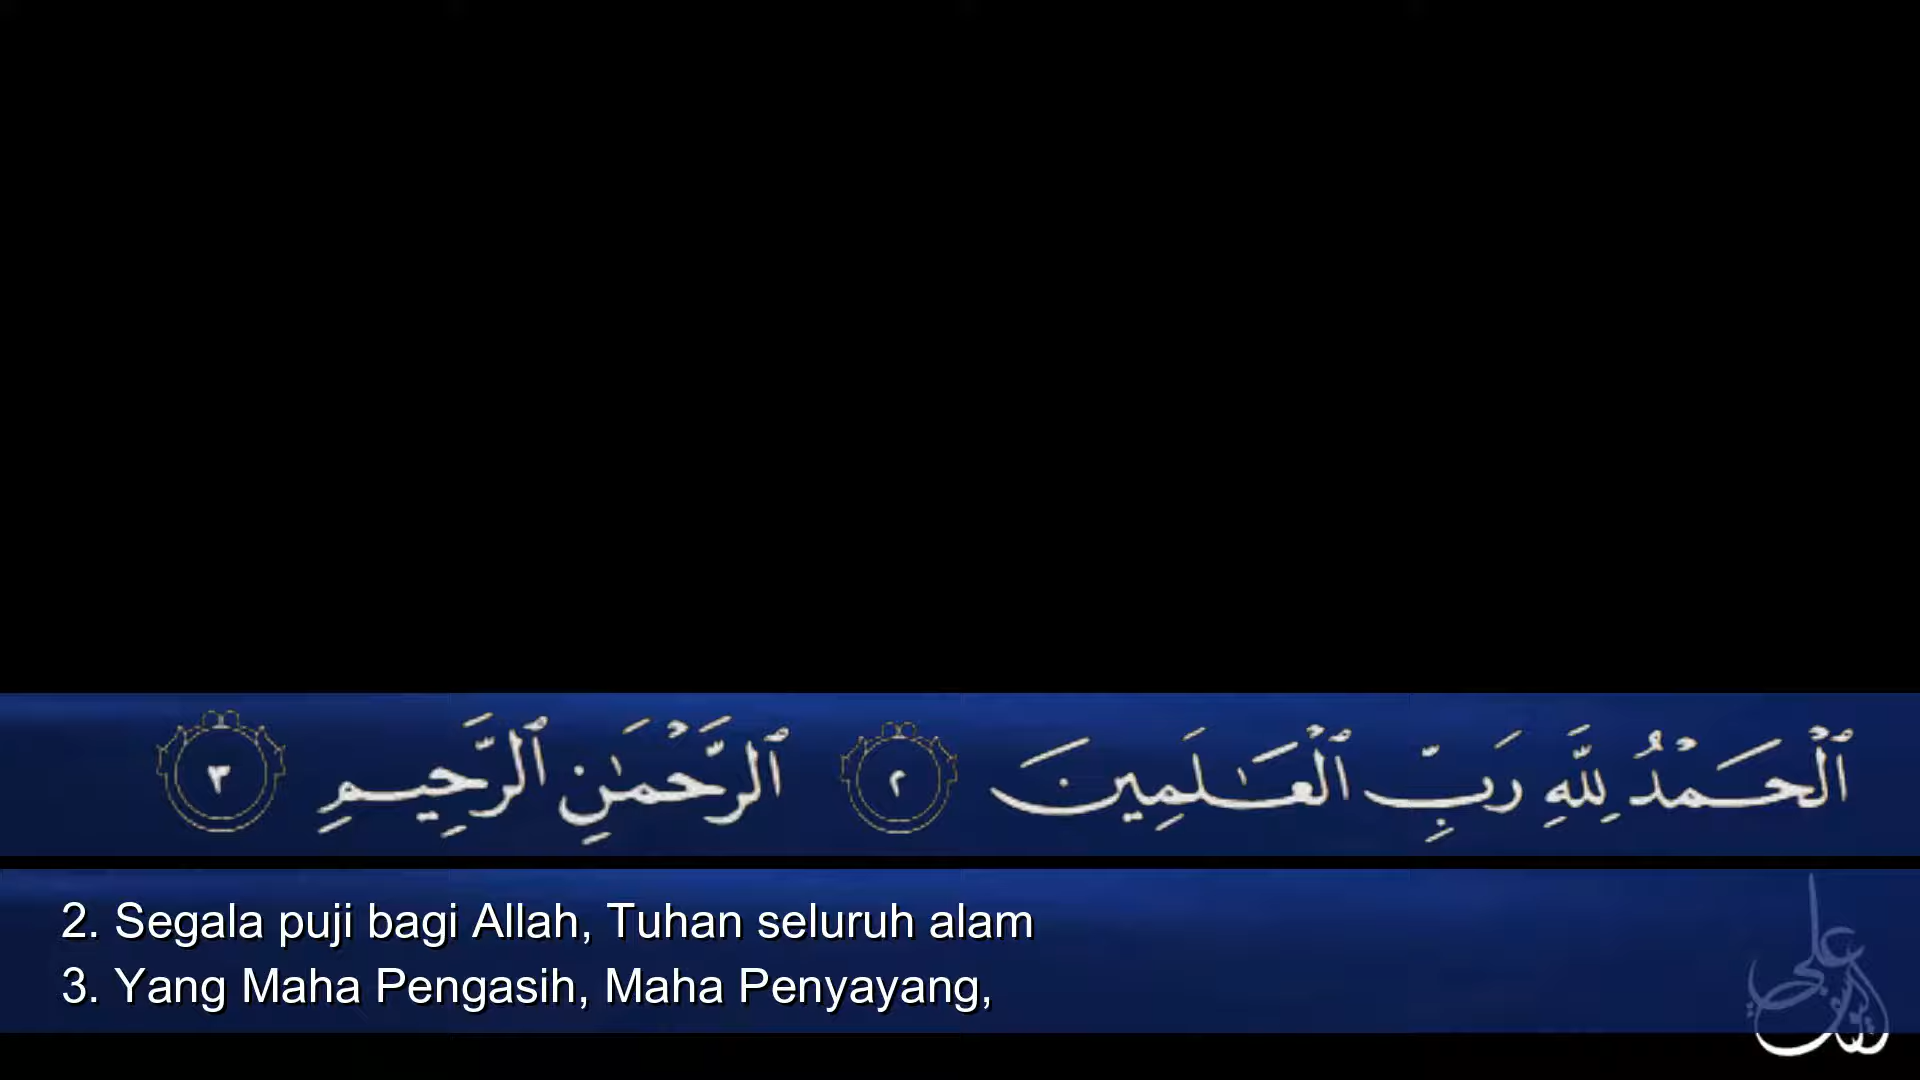 ٱلْحَمْدُ لِلَّهِ رَبِّ ٱلْعَـٰلَمِينَ ٢ ٱلرَّحْمَـٰنِ ٱلرَّحِيمِ ٣
2. Segala puji bagi Allah, Tuhan seluruh alam
3. Yang Maha Pengasih, Maha Penyayang,